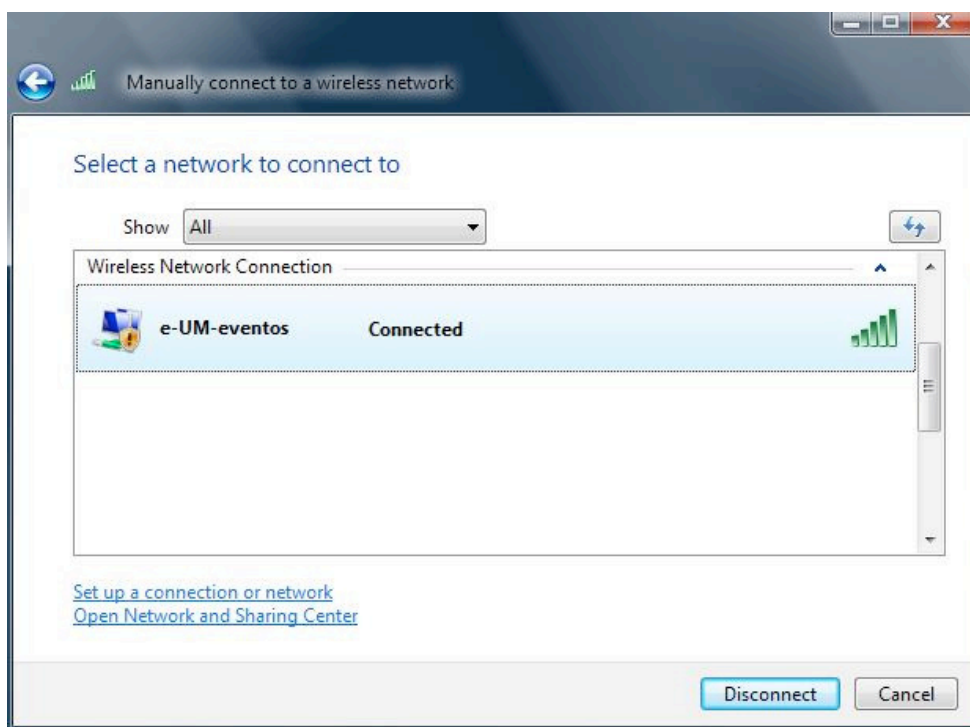 Manually connect to a wireless network
Select a network to connect to
Show All
Wireless Network Connection
e-UM-eventos Connected
Set up a connection or network
Open Network and Sharing Center
Disconnect Cancel